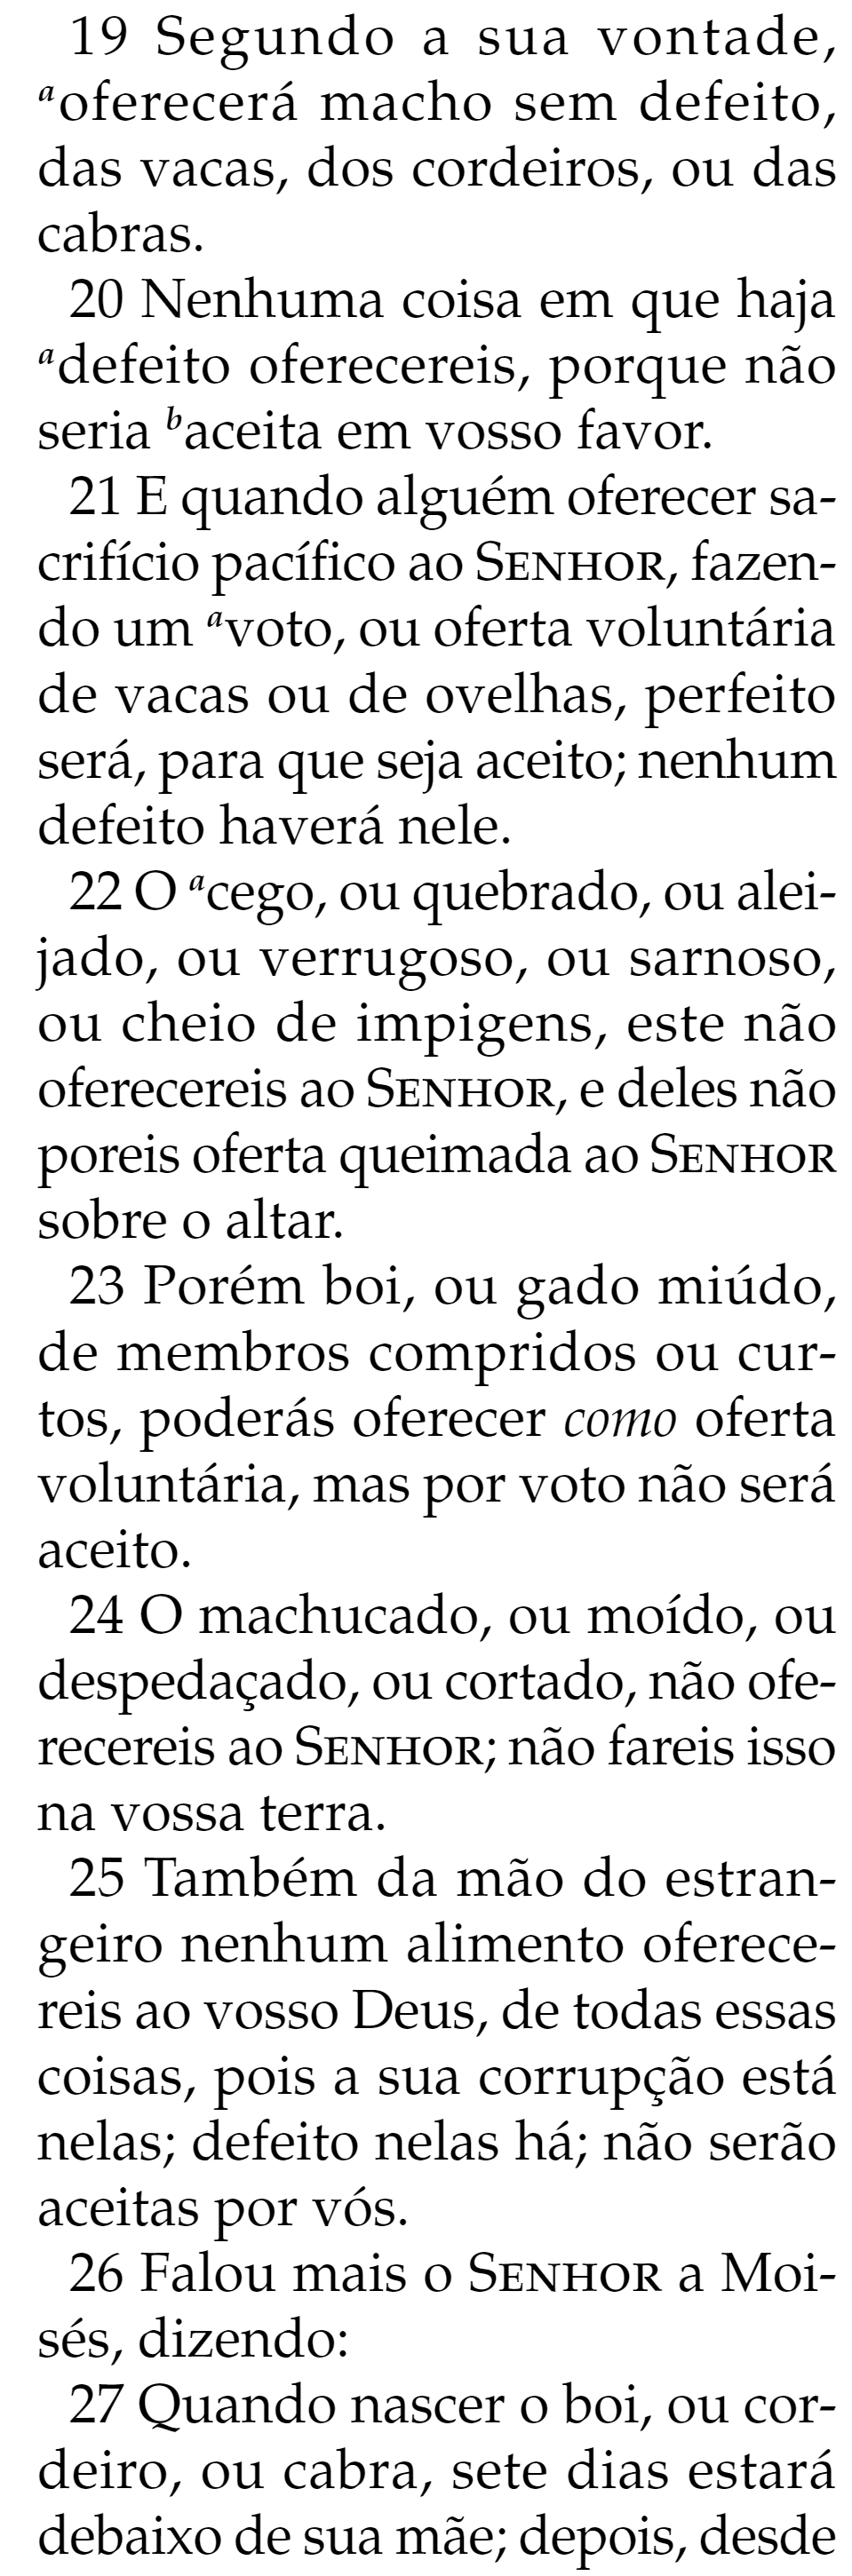 19 Segundo a sua vontade,
ᵃoferecerá macho sem defeito,
das vacas, dos cordeiros, ou das
cabras.
20 Nenhuma coisa em que haja
ᵃdefeito oferecereis, porque não
seria ᵇaceita em vosso favor.
21 E quando alguém oferecer sa-
crifício pacífico ao SENHOR, fazen-
do um ᵃvoto, ou oferta voluntária
de vacas ou de ovelhas, perfeito
será, para que seja aceito; nenhum
defeito haverá nele.
22 O ᵃcego, ou quebrado, ou alei-
jado, ou verrugoso, ou sarnoso,
ou cheio de impigens, este não
oferecereis ao SENHOR, e deles não
poreis oferta queimada ao SENHOR
sobre o altar.
23 Porém boi, ou gado miúdo,
de membros compridos ou cur-
tos, poderás oferecer como oferta
voluntária, mas por voto não será
aceito.
24 O machucado, ou moído, ou
despedaçado, ou cortado, não ofe-
recereis ao SENHOR; não fareis isso
na vossa terra.
25 Também da mão do estran-
geiro nenhum alimento oferece-
reis ao vosso Deus, de todas essas
coisas, pois a sua corrupção está
nelas; defeito nelas há; não serão
aceitas por vós.
26 Falou mais o SENHOR a Moi-
sés, dizendo:
27 Quando nascer o boi, ou cor-
deiro, ou cabra, sete dias estará
debaixo de sua mãe; depois, desde